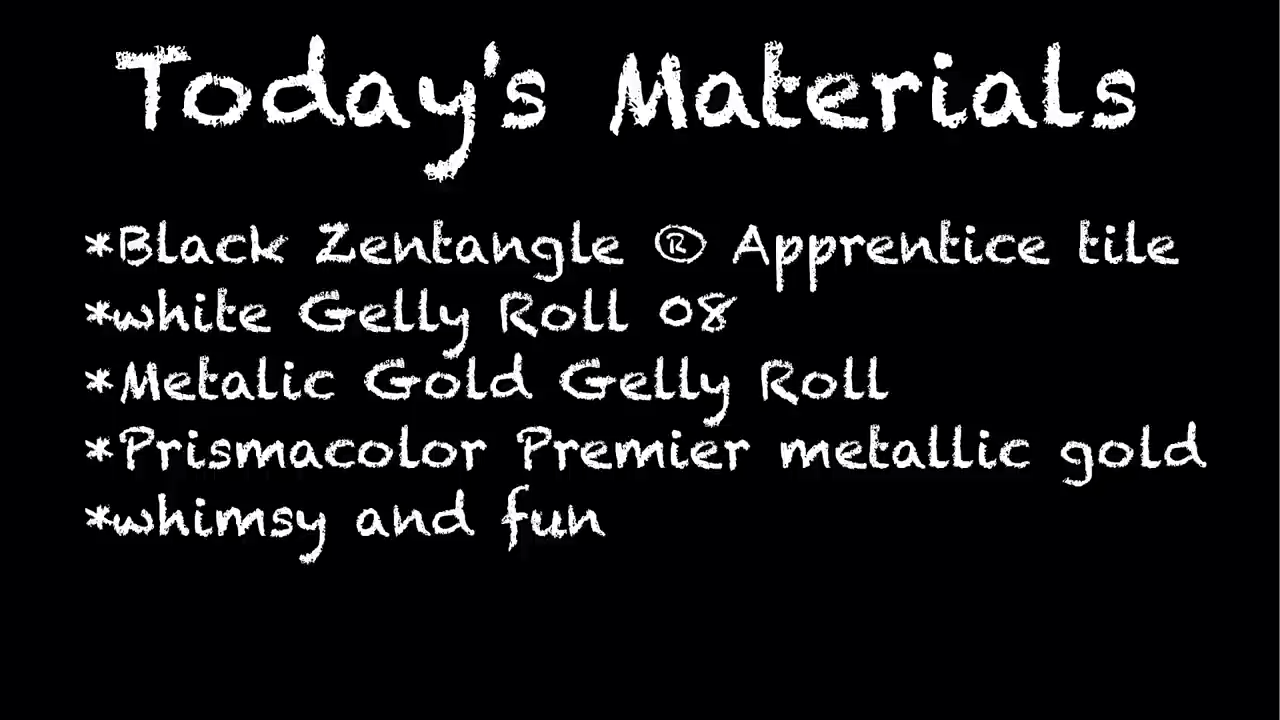 Today's Materials
*Black Zentangle ® Apprentice tile
*white Gelly Roll 08
*Metalic Gold Gelly Roll
*Prismacolor Premier metallic gold
*whimsy and fun